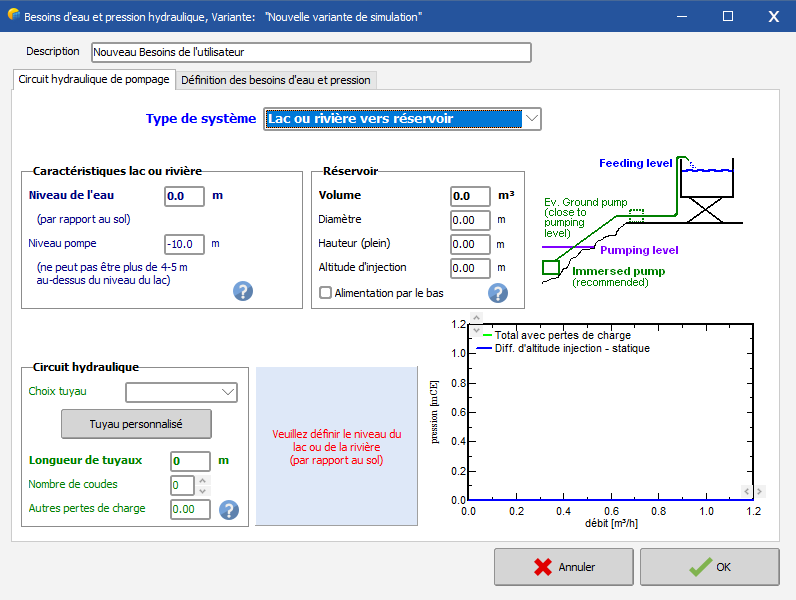 Besoins d'eau et pression hydraulique, Variante:   "Nouvelle variante de simulation"
Description
Nouveau Besoins de l'utilisateur
Circuit hydraulique de pompage
Définition des besoins d'eau et pression
Type de système
Lac ou rivière vers réservoir
Caractéristiques lac ou rivière
Niveau de l'eau 0.0 m
(par rapport au sol)
Niveau pompe -10.0 m
(ne peut pas être plus de 4-5 m
au-dessus du niveau du lac)
?
Réservoir
Volume 0.0 m³
Diamètre 0.00 m
Hauteur (plein) 0.00 m
Altitude d'injection 0.00 m
Alimentation par le bas
?
Feeding level
Ev. Ground pump
(close to
pumping
level)
Pumping level
Immersed pump
(recommended)
Circuit hydraulique
Choix tuyau
Tuyau personnalisé
Longueur de tuyaux 0 m
Nombre de coudes 0
Autres pertes de charge 0.00
?
Veuillez définir le niveau du
lac ou de la rivière
(par rapport au sol)
Total avec pertes de charge
Diff. d'altitude injection - statique
pression [mCE]
1.2
1.0
0.8
0.6
0.4
0.2
0.0
0.0 0.2 0.4 0.6 0.8 1.0 1.2
débit [m³/h]
Annuler
OK